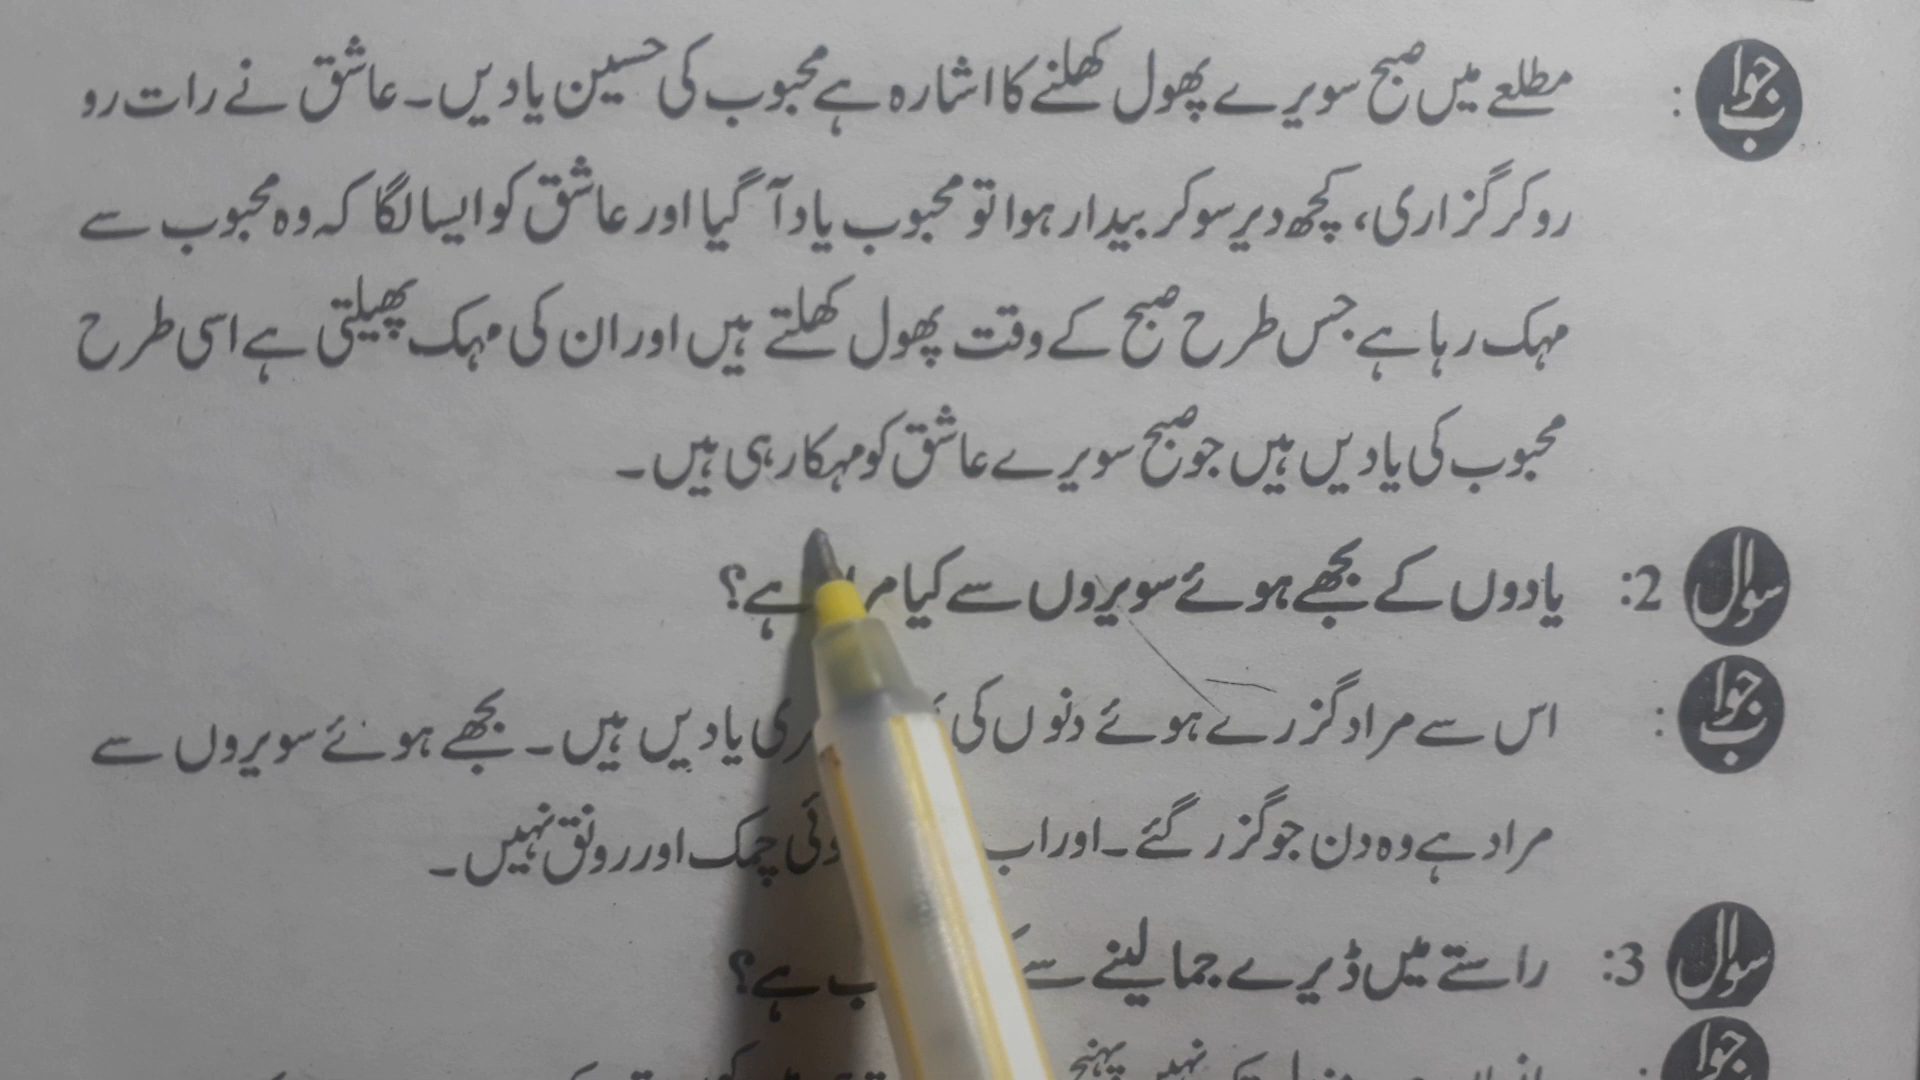 جواب: مطلعے میں صبح سویرے پھول کھلنے کا اشارہ ہے محبوب کی حسین یادیں۔ عاشق نے رات رو
رو کر گزاری، کچھ دیر سو کر بیدار ہوا تو محبوب یاد آ گیا اور عاشق کو ایسا لگا کہ وہ محبوب سے
مہک رہا ہے جس طرح صبح کے وقت پھول کھلتے ہیں اور ان کی مہک پھیلتی ہے اسی طرح
محبوب کی یادیں ہیں جو صبح سویرے عاشق کو مہکا رہی ہیں۔
سوال 2: یادوں کے بجھے ہوئے سویروں سے کیا ہے؟
جواب: اس سے مراد گزرے ہوئے دنوں کی یادیں ہیں۔ بجھے ہوئے سویروں سے
مراد ہے وہ دن جو گزر گئے۔ اور اب چمک اور رونق نہیں۔
سوال 3: راستے میں ڈیرے جما لینے سے ہے؟
جواب: